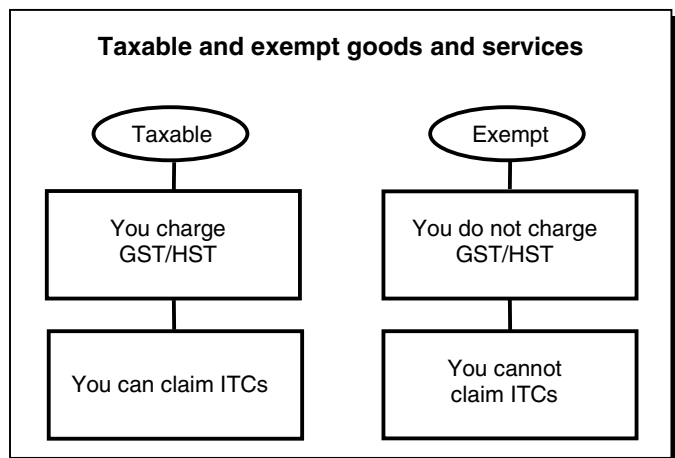 Taxable and exempt goods and services
Taxable
You charge
GST/HST
You can claim ITCs
Exempt
You do not charge
GST/HST
You cannot
claim ITCs